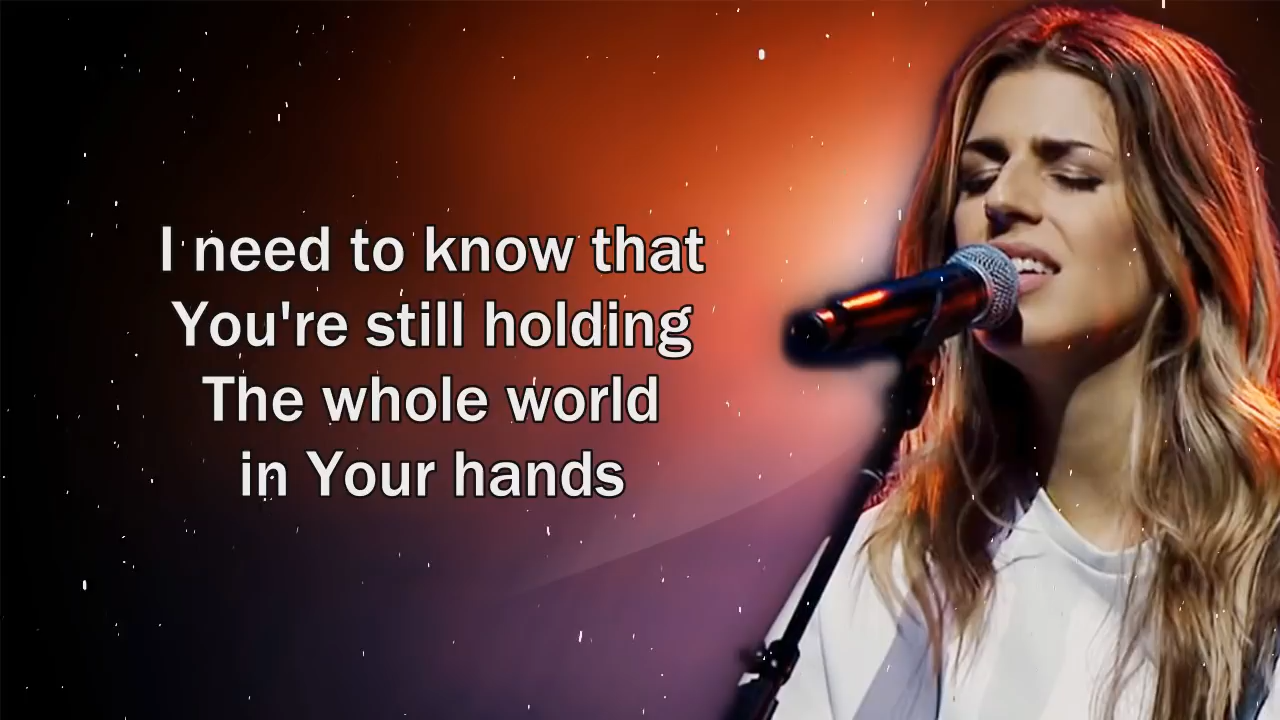 I need to know that
You're still holding
The whole world
in Your hands